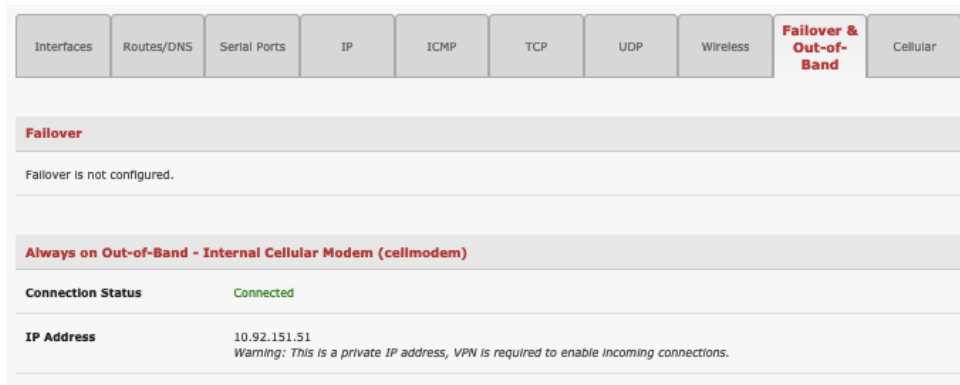 Interfaces
Routes/DNS
Serial Ports
IP
ICMP
TCP
UDP
Wireless
Failover &
Out-of-
Band
Cellular
Failover
Failover is not configured.
Always on Out-of-Band - Internal Cellular Modem (cellmodem)
Connection Status Connected
IP Address 10.92.151.51
Warning: This is a private IP address, VPN is required to enable incoming connections.